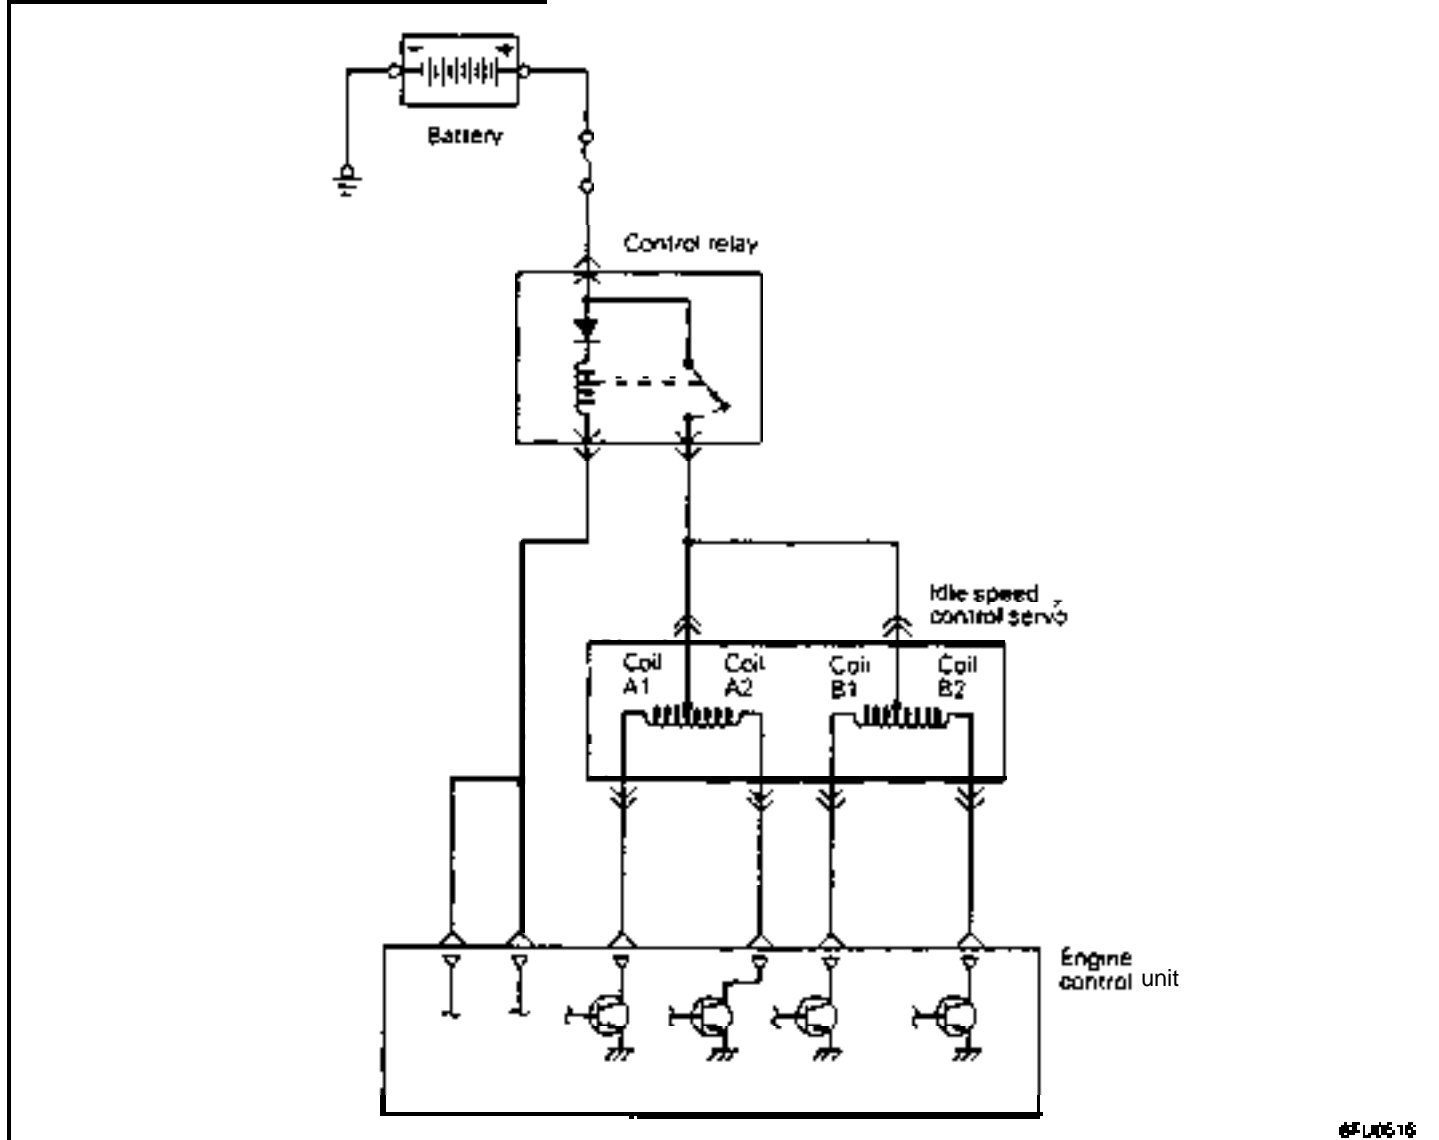 Battery
Control relay
Idle speed
control servo
Coil
A1
Coil
A2
Coil
B1
Coil
B2
Engine
control unit